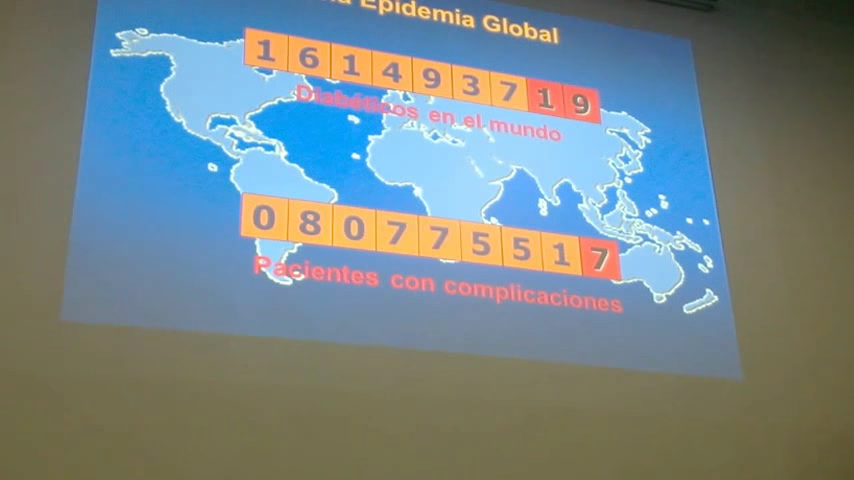 Epidemia Global
161493719
Diabéticos en el mundo
080775517
Pacientes con complicaciones